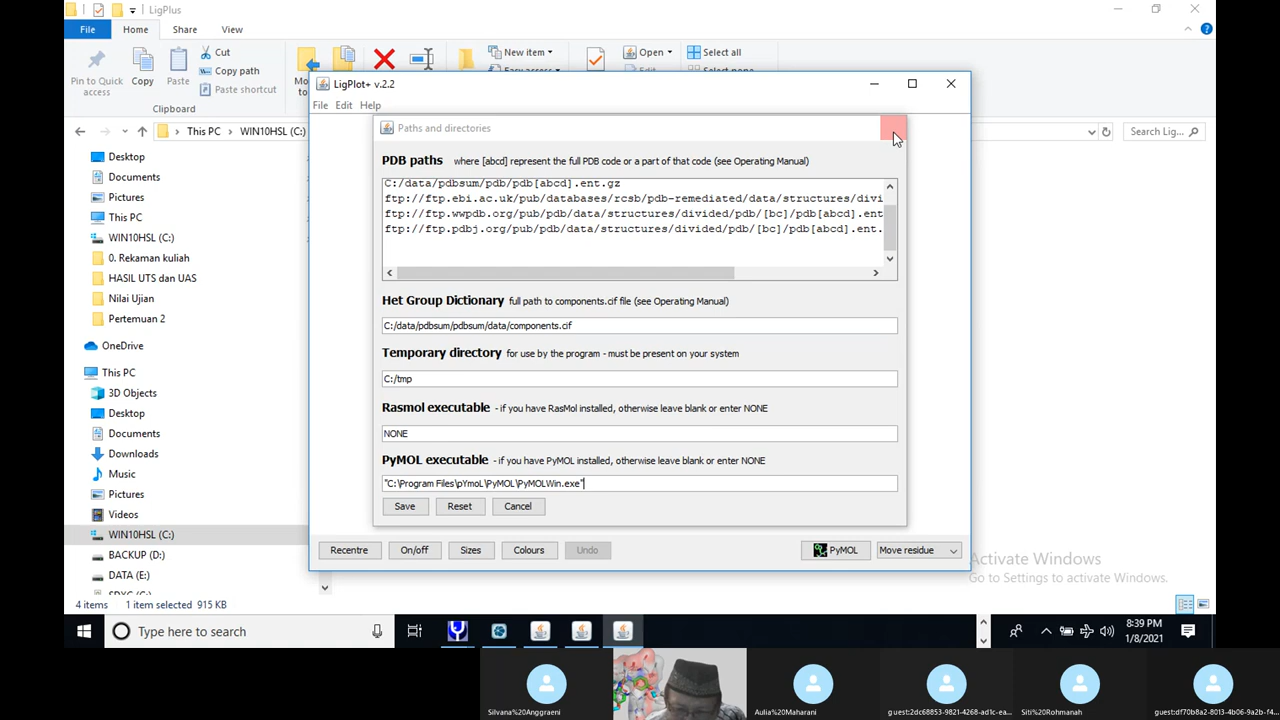 LigPlus
File
Home
Share
View
Pin to Quick access
Copy
Paste
Cut
Copy path
Paste shortcut
Clipboard
New item
Open
Select all
This PC
WIN10HSL (C:)
Search Lig...
LigPlot+ v.2.2
File Edit Help
Paths and directories
PDB paths where [abcd] represent the full PDB code or a part of that code (see Operating Manual)
C:/data/pdbsum/pdb/pdb[abcd].ent.gz
ftp://ftp.ebi.ac.uk/pub/databases/rcsb/pdb-remediated/data/structures/divi
ftp://ftp.wwpdb.org/pub/pdb/data/structures/divided/pdb/[bc]/pdb[abcd].ent
ftp://ftp.pdbj.org/pub/pdb/data/structures/divided/pdb/[bc]/pdb[abcd].ent.
Het Group Dictionary full path to components.cif file (see Operating Manual)
C:/data/pdbsum/pdbsum/data/components.cif
Temporary directory for use by the program - must be present on your system
C:/tmp
Rasmol executable - if you have RasMol installed, otherwise leave blank or enter NONE
NONE
PyMOL executable - if you have PyMOL installed, otherwise leave blank or enter NONE
"C:\Program Files\pYmoL\PyMOL\PyMOLWin.exe"
Save Reset Cancel
Recentre On/off Sizes Colours Undo PyMOL Move residue
Desktop
Documents
Pictures
This PC
WIN10HSL (C:)
0. Rekaman kuliah
HASIL UTS dan UAS
Nilai Ujian
Pertemuan 2
OneDrive
This PC
3D Objects
Desktop
Documents
Downloads
Music
Pictures
Videos
WIN10HSL (C:)
BACKUP (D:)
DATA (E:)
4 items 1 item selected 915 KB
Activate Windows
Go to Settings to activate Windows.
Type here to search
8:39 PM
1/8/2021
Silvana%20Anggraeni
Aulia%20Maharani
guest:2dc68853-9821-4268-ad1c-ea...
Siti%20Rohmanah
guest:df70b8a2-8013-4b06-9a2b-f4...